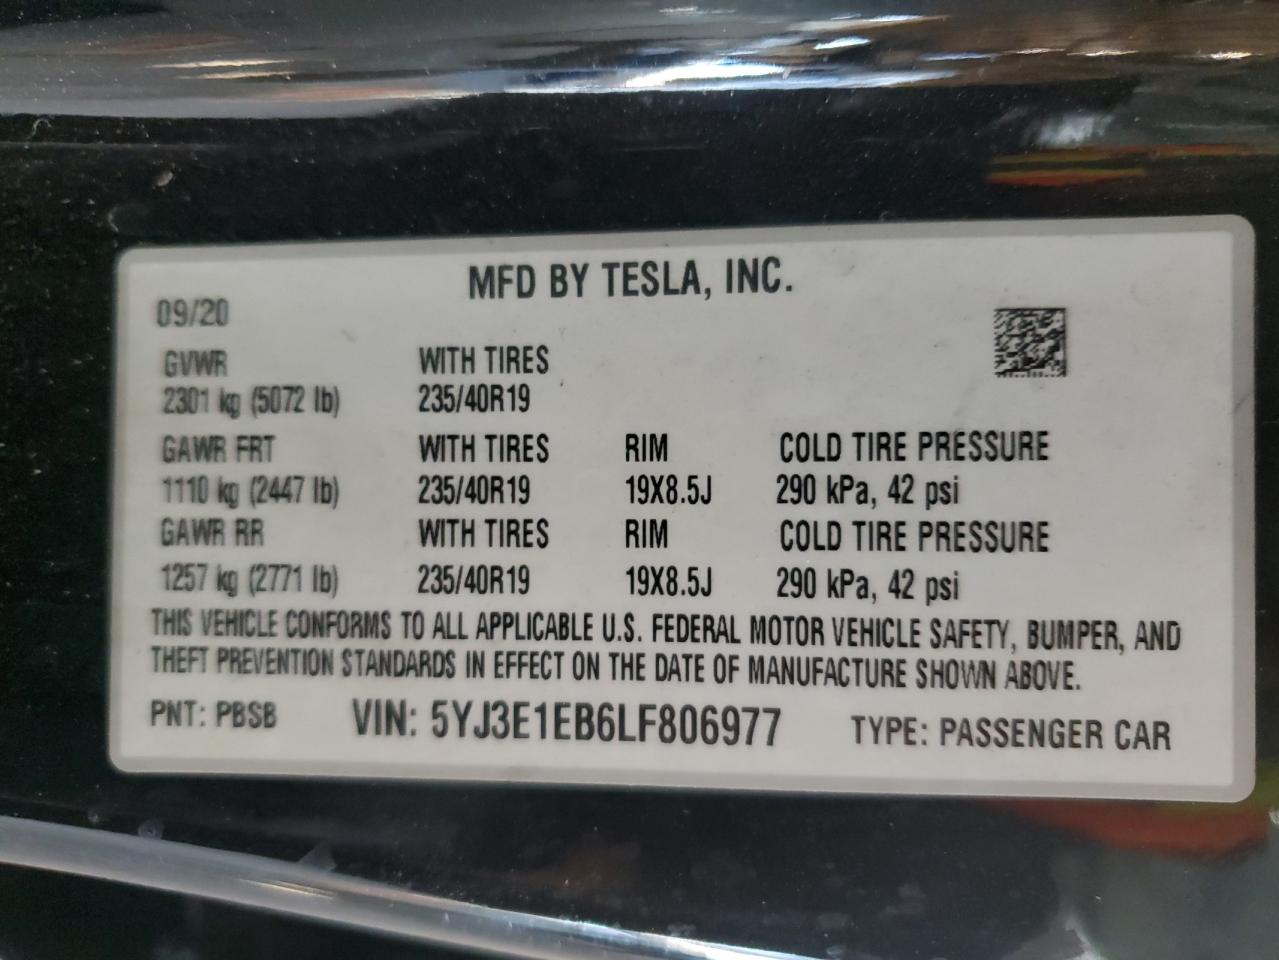 MFD BY TESLA, INC.
09/20
GVWR WITH TIRES
2301 kg (5072 lb) 235/40R19
GAWR FRT WITH TIRES RIM COLD TIRE PRESSURE
1110 kg (2447 lb) 235/40R19 19X8.5J 290 kPa, 42 psi
GAWR RR WITH TIRES RIM COLD TIRE PRESSURE
1257 kg (2771 lb) 235/40R19 19X8.5J 290 kPa, 42 psi
THIS VEHICLE CONFORMS TO ALL APPLICABLE U.S. FEDERAL MOTOR VEHICLE SAFETY, BUMPER, AND
THEFT PREVENTION STANDARDS IN EFFECT ON THE DATE OF MANUFACTURE SHOWN ABOVE.
PNT: PBSB VIN: 5YJ3E1EB6LF806977 TYPE: PASSENGER CAR